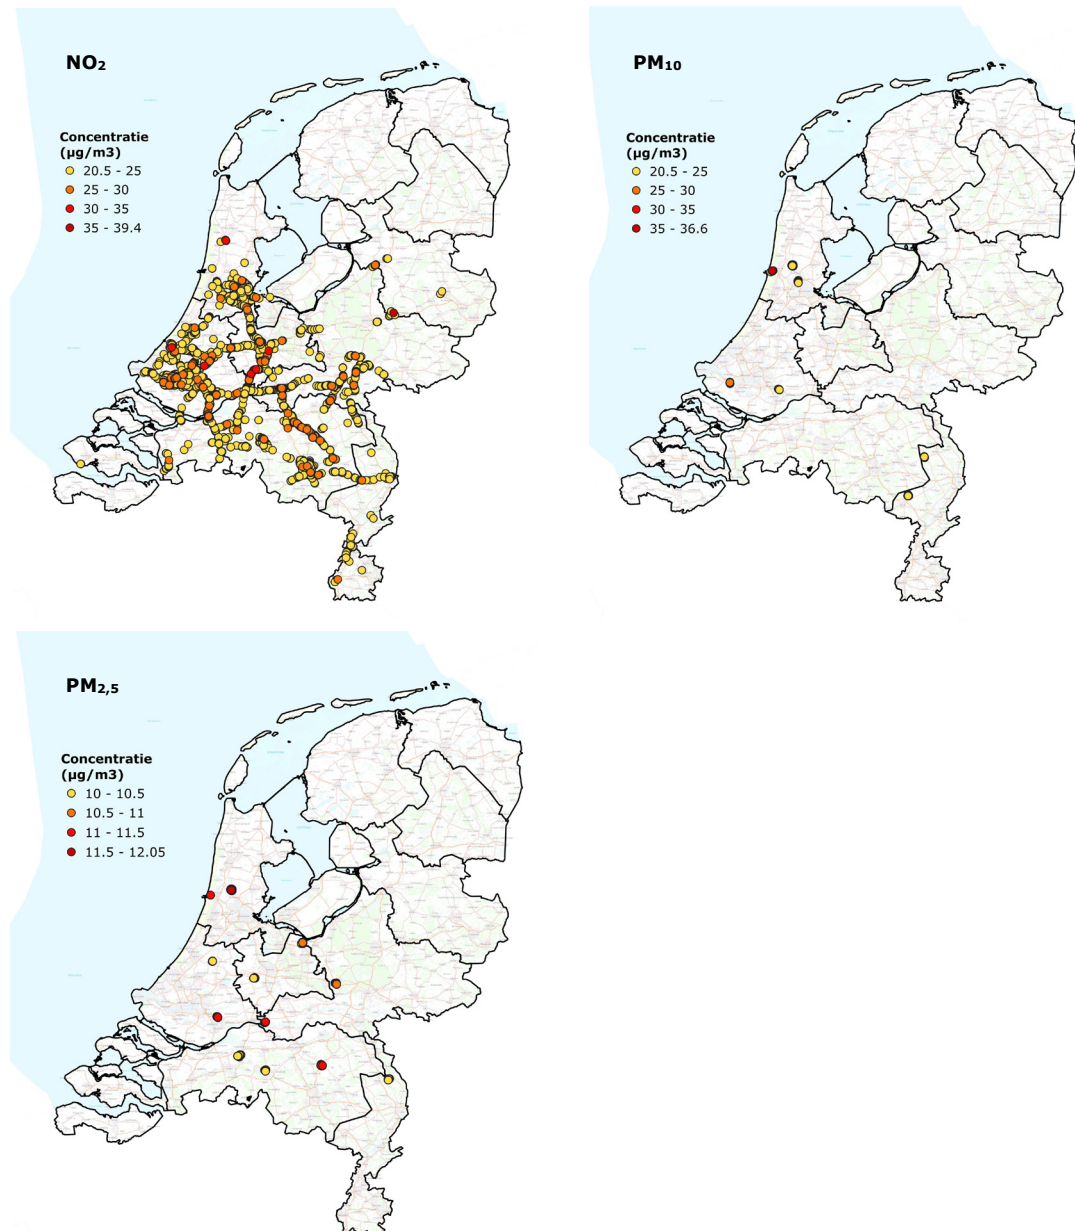 NO₂
Concentratie
(µg/m3)
20.5 - 25
25 - 30
30 - 35
35 - 39.4
PM₁₀
Concentratie
(µg/m3)
20.5 - 25
25 - 30
30 - 35
35 - 36.6
PM₂,₅
Concentratie
(µg/m3)
10 - 10.5
10.5 - 11
11 - 11.5
11.5 - 12.05